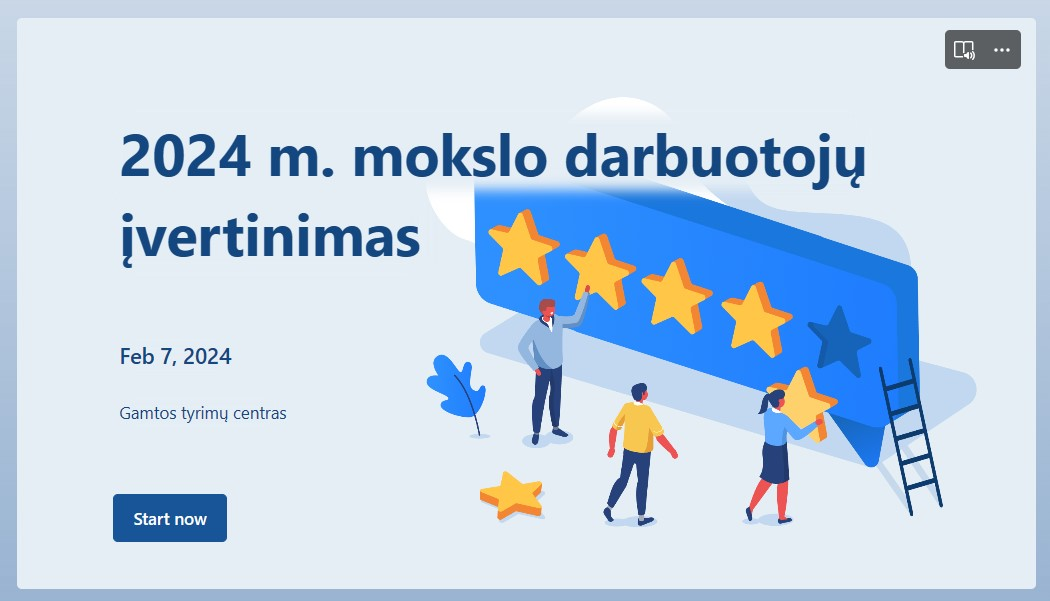 2024 m. mokslo darbuotojų
įvertinimas
Feb 7, 2024
Gamtos tyrimų centras
Start now